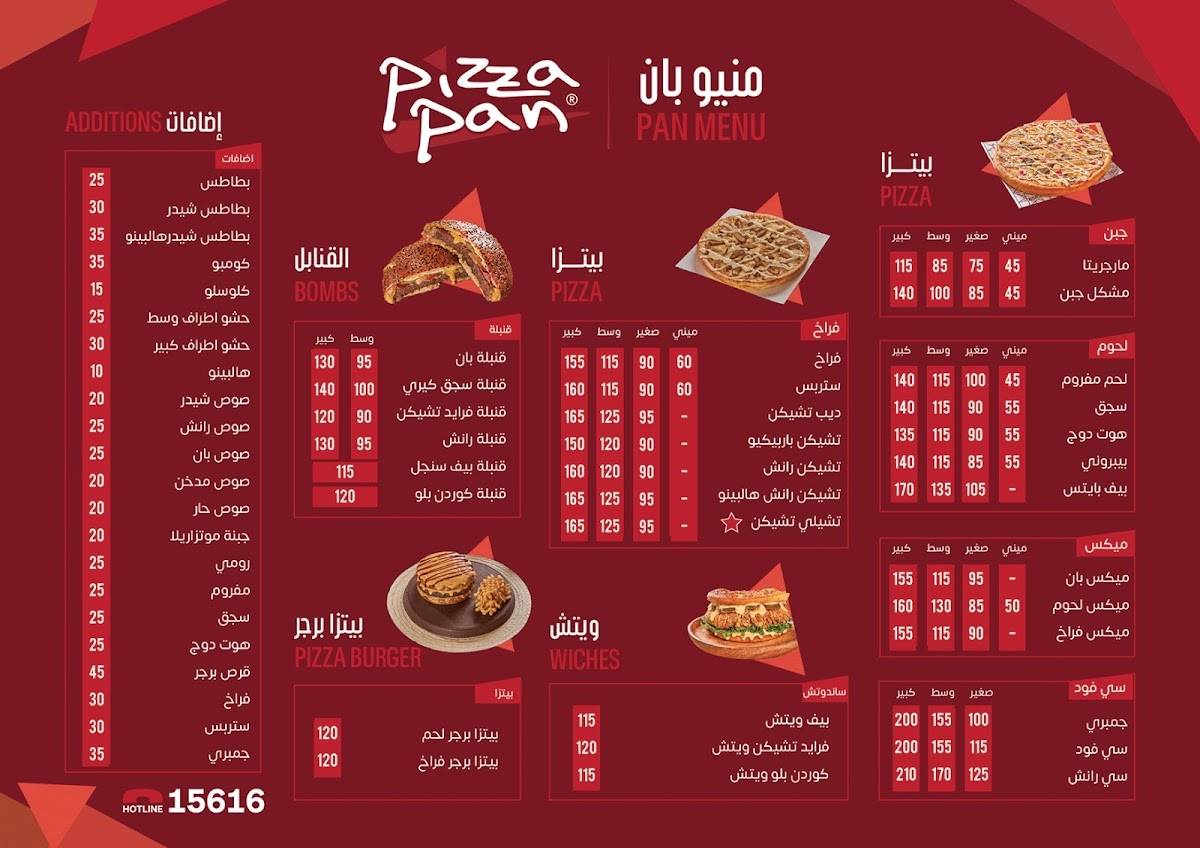 Pizza pan®
منيو بان
PAN MENU
بيتـــزا
PIZZA
جبن
ميني صغير وسط كبير
مارجريتا 45 75 85 115
مشكل جبن 45 85 100 140
لحوم
ميني صغير وسط كبير
لحم مفروم 45 100 115 140
سجق 55 90 115 140
هوت دوج 55 90 115 135
بيبروني 55 85 115 140
بيف بايتس - 105 135 170
ميكس
ميني صغير وسط كبير
ميكس بان - 95 115 155
ميكس لحوم 50 85 130 160
ميكس فراخ - 90 115 155
سي فود
صغير وسط كبير
جمبري 100 155 200
سي فود 115 155 200
سي رانش 125 170 210
بيتـــزا
PIZZA
فراخ
ميني صغير وسط كبير
فراخ 60 90 115 155
ستربس 60 90 115 160
ديب تشيكن - 95 125 165
تشيكن باربيكيو - 90 120 150
تشيكن رانش - 90 120 160
تشيكن رانش هالبينو - 95 125 165
تشيلي تشيكن - 95 125 165
ويتش
WICHES
ساندوتش
بيف ويتش 115
فرايد تشيكن ويتش 120
كوردن بلو ويتش 115
القنابل
BOMBS
قنبلة
وسط كبير
قنبلة بان 95 130
قنبلة سجق كيري 100 140
قنبلة فرايد تشيكن 90 120
قنبلة رانش 95 130
قنبلة بيف سنجل 115
قنبلة كوردن بلو 120
بيتزا برجر
PIZZA BURGER
بيتزا
بيتزا برجر لحم 120
بيتزا برجر فراخ 120
إضافات ADDITIONS
اضافات
بطاطس 25
بطاطس شيدر 30
بطاطس شيدرهالبينو 35
كومبو 35
كلوسلو 15
حشو اطراف وسط 25
حشو اطراف كبير 30
هالبينو 10
صوص شيدر 20
صوص رانش 25
صوص بان 25
صوص مدخن 20
صوص حار 20
جبنة موتزاريلا 20
رومي 25
مفروم 25
سجق 25
هوت دوج 25
قرص برجر 45
فراخ 30
ستربس 30
جمبري 35
HOTLINE 15616